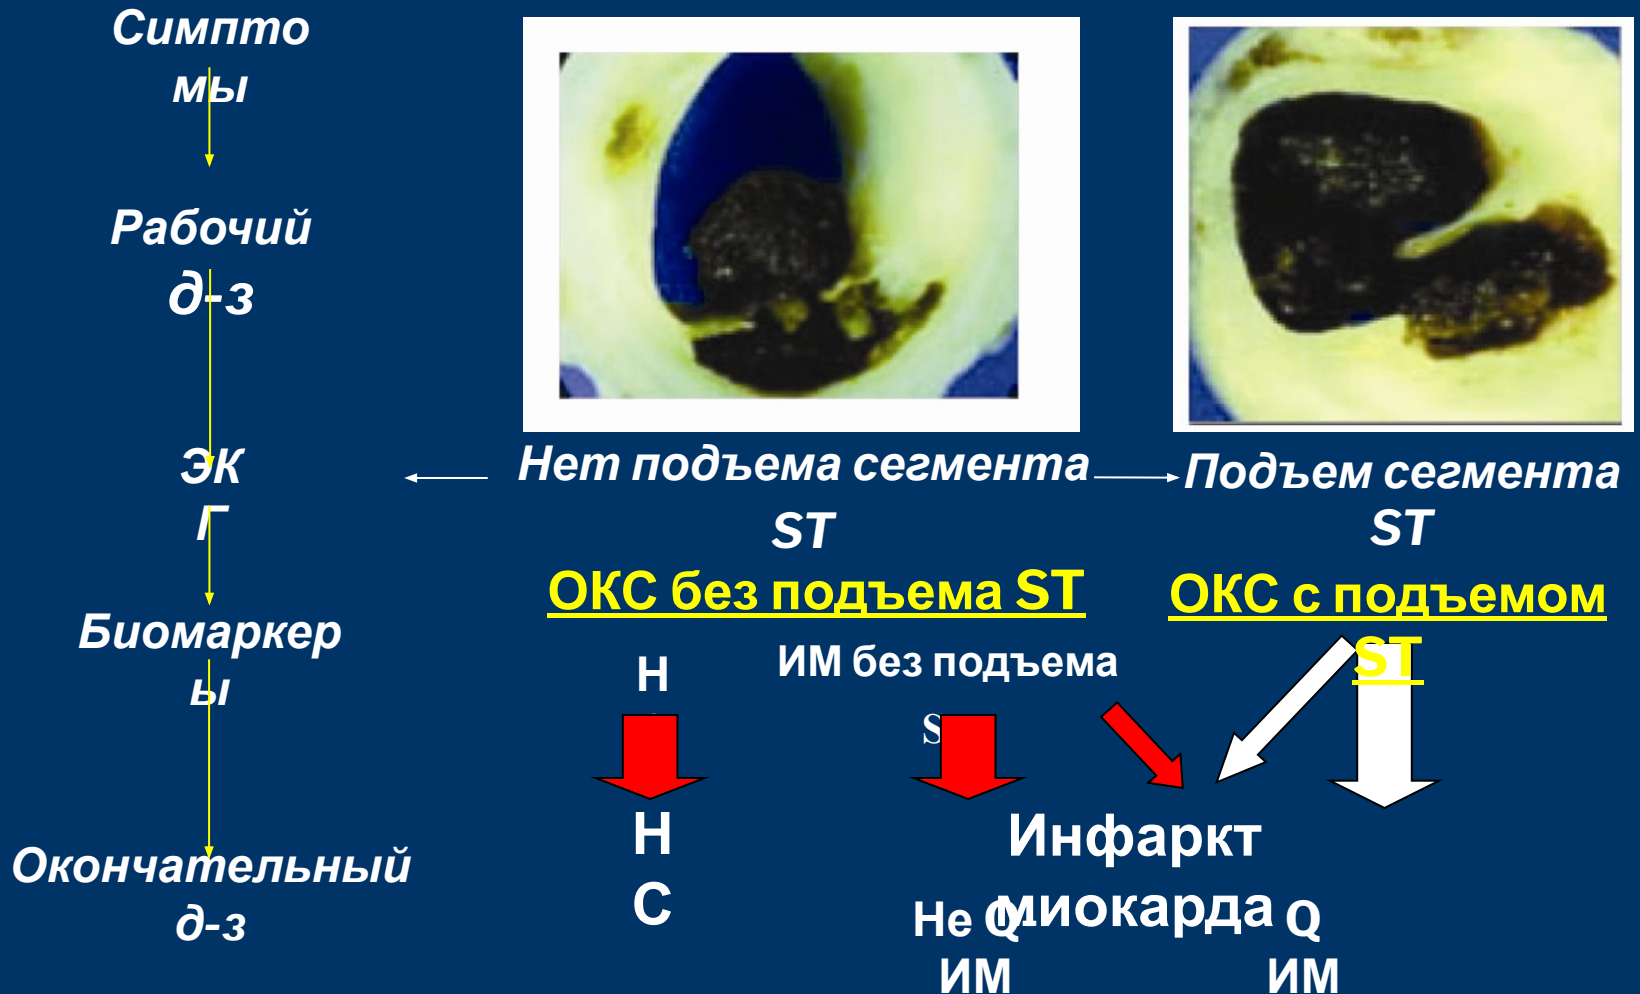 Симпто
мы
Рабочий
д-з
ЭК
Г
Биомаркер
ы
Окончательный
д-з
Нет подъема сегмента
ST
ОКС без подъема ST
Подъем сегмента
ST
ОКС с подъемом
ST
Н
ИМ без подъема
S
Н
С
Инфаркт
миокарда
Не Q
ИМ
Q
ИМ